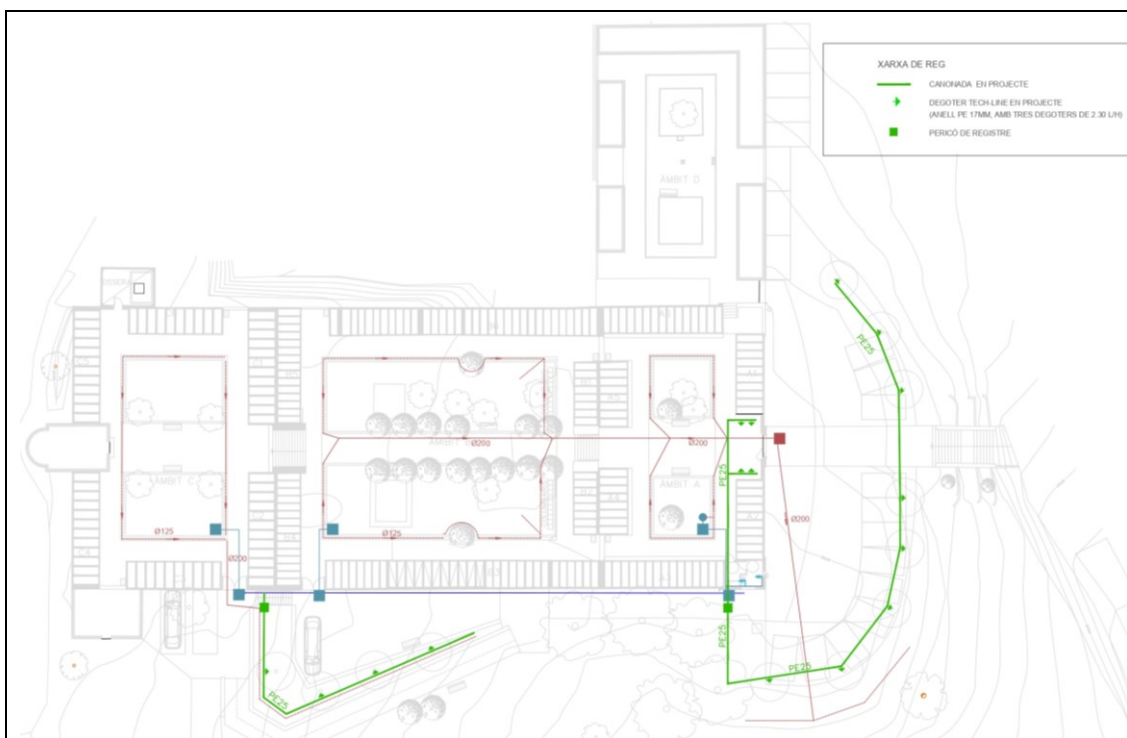 XARXA DE REG
CANONADA EN PROJECTE
DEGOTER TECH-LINE EN PROJECTE
(ANELL PE 17MM, AMB TRES DEGOTERS DE 2.30 L/H)
PERICÓ DE REGISTRE
ÀMBIT D
PE25
Ø200
Ø200
PE25
ÀMBIT C
ÀMBIT A
Ø125
Ø125
Ø200
Ø200
PE25
PE25
PE25